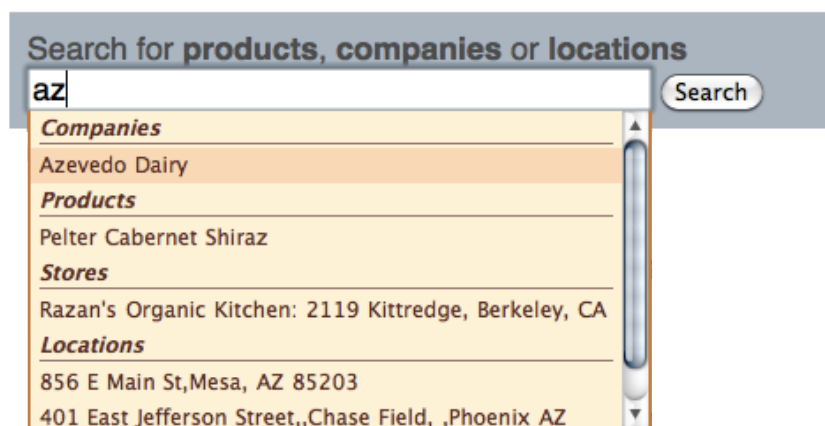 Search for products, companies or locations
az
Search
Companies
Azevedo Dairy
Products
Pelter Cabernet Shiraz
Stores
Razan's Organic Kitchen: 2119 Kittredge, Berkeley, CA
Locations
856 E Main St,Mesa, AZ 85203
401 East Jefferson Street,,Chase Field, ,Phoenix AZ